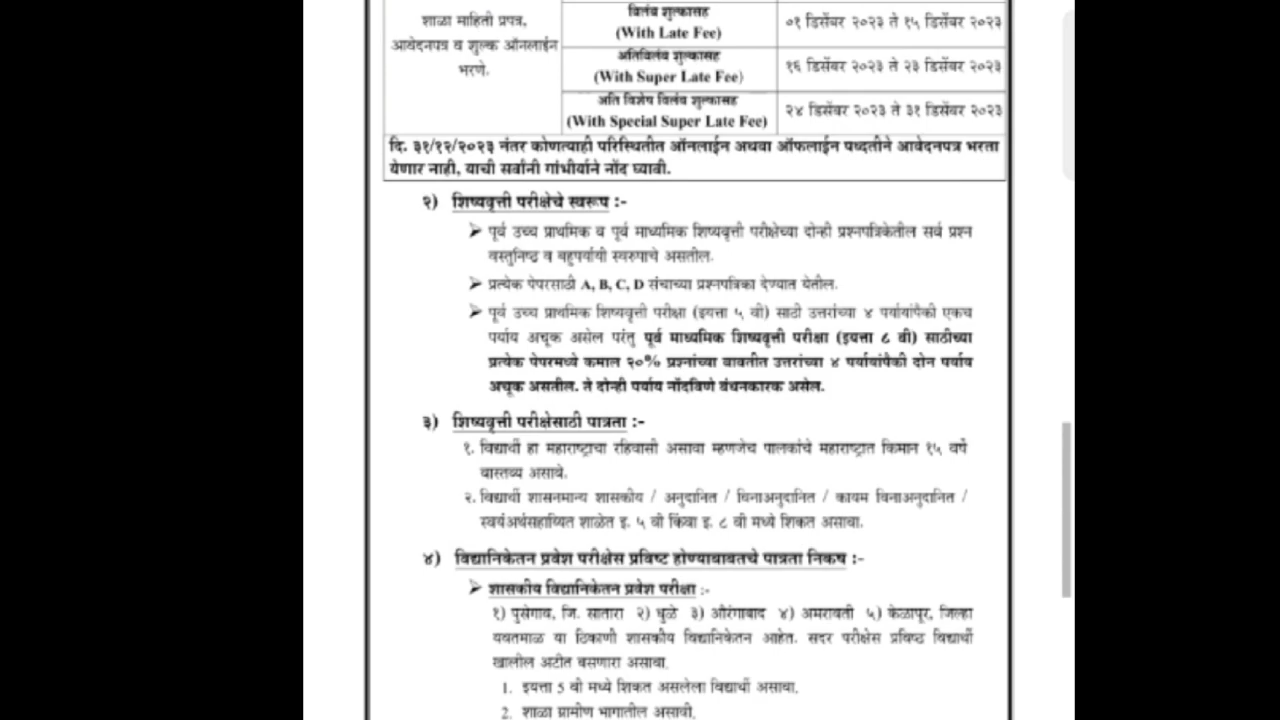 शाळा माहिती प्रपत्र,
आवेदनपत्र व शुल्क ऑनलाईन
भरणे.
विलंब शुल्कासह
(With Late Fee)
०१ डिसेंबर २०२३ ते १५ डिसेंबर २०२३
अतिविलंब शुल्कासह
(With Super Late Fee)
१६ डिसेंबर २०२३ ते २३ डिसेंबर २०२३
अति विशेष विलंब शुल्कासह
(With Special Super Late Fee)
२४ डिसेंबर २०२३ ते ३१ डिसेंबर २०२३
दि. ३१/१२/२०२३ नंतर कोणत्याही परिस्थितीत ऑनलाईन अथवा ऑफलाईन पध्दतीने आवेदनपत्र भरता
येणार नाही, याची सर्वांनी गांभीर्याने नोंद घ्यावी.
२) शिष्यवृत्ती परीक्षेचे स्वरूप :-
➢ पूर्व उच्च प्राथमिक व पूर्व माध्यमिक शिष्यवृत्ती परीक्षेच्या दोन्ही प्रश्नपत्रिकेतील सर्व प्रश्न
वस्तुनिष्ठ व बहुपर्यायी स्वरुपाचे असतील.
➢ प्रत्येक पेपरसाठी A, B, C, D संचाच्या प्रश्नपत्रिका देण्यात येतील.
➢ पूर्व उच्च प्राथमिक शिष्यवृत्ती परीक्षा (इयत्ता ५ वी) साठी उत्तरांच्या ४ पर्यायांपैकी एकच
पर्याय अचूक असेल परंतु पूर्व माध्यमिक शिष्यवृत्ती परीक्षा (इयत्ता ८ वी) साठीच्या
प्रत्येक पेपरमध्ये कमाल २०% प्रश्नांच्या बाबतीत उत्तरांच्या ४ पर्यायांपैकी दोन पर्याय
अचूक असतील. ते दोन्ही पर्याय नोंदविणे बंधनकारक असेल.
३) शिष्यवृत्ती परीक्षेसाठी पात्रता :-
१. विद्यार्थी हा महाराष्ट्राचा रहिवासी असावा म्हणजेच पालकांचे महाराष्ट्रात किमान १५ वर्षे
वास्तव्य असावे.
२. विद्यार्थी शासनमान्य शासकीय / अनुदानित / विनाअनुदानित / कायम विनाअनुदानित /
स्वयंअर्थसहाय्यित शाळेत इ. ५ वी किंवा इ. ८ वी मध्ये शिकत असावा.
४) विद्यानिकेतन प्रवेश परीक्षेस प्रविष्ट होण्याबाबतचे पात्रता निकष :-
➢ शासकीय विद्यानिकेतन प्रवेश परीक्षा :-
१) पुसेगाव, जि. सातारा २) धुळे ३) औरंगाबाद ४) अमरावती ५) केळापूर, जिल्हा
यवतमाळ या ठिकाणी शासकीय विद्यानिकेतन आहेत. सदर परीक्षेस प्रविष्ठ विद्यार्थी
खालील अटीत बसणारा असावा.
1. इयत्ता 5 वी मध्ये शिकत असलेला विद्यार्थी असावा.
2. शाळा ग्रामीण भागातील असावी.